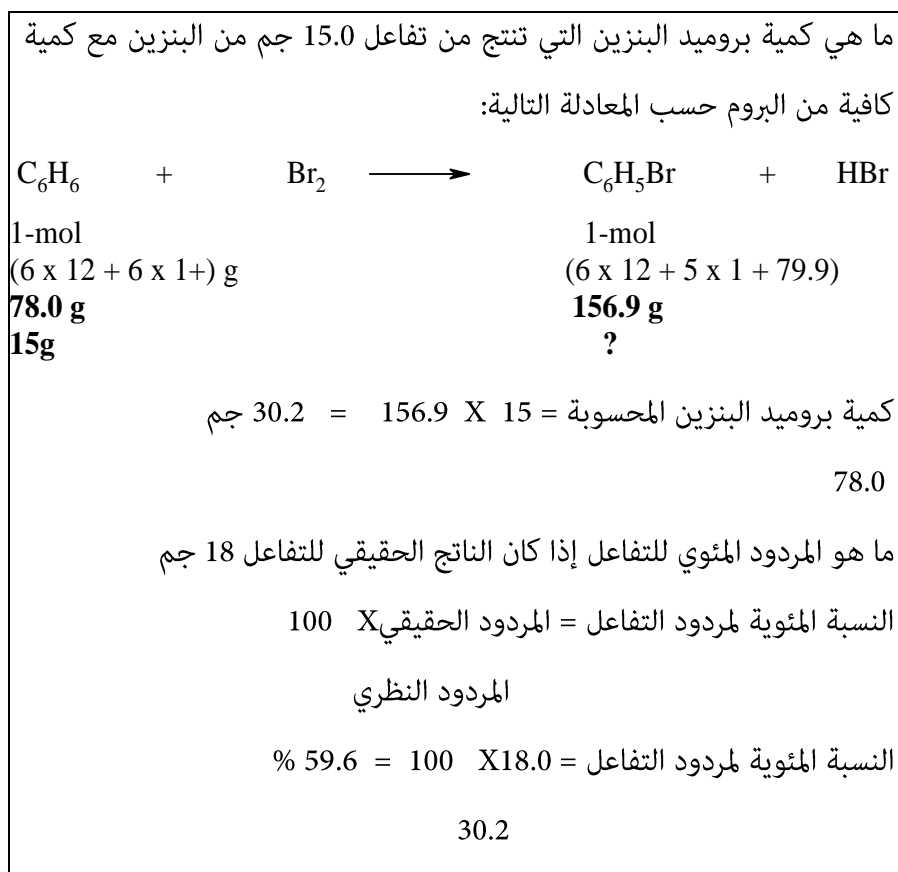 ما هي كمية بروميد البنزين التي تنتج من تفاعل 15.0 جم من البنزين مع كمية
كافية من البروم حسب المعادلة التالية:
C₆H₆ + Br₂ ⟶ C₆H₅Br + HBr
1-mol 1-mol
(6 x 12 + 6 x 1+) g (6 x 12 + 5 x 1 + 79.9)
78.0 g 156.9 g
15g ?
كمية بروميد البنزين المحسوبة = 15 X 156.9 = 30.2 جم
78.0
ما هو المردود المئوي للتفاعل إذا كان الناتج الحقيقي للتفاعل 18 جم
النسبة المئوية لمردود التفاعل = المردود الحقيقيX 100
المردود النظري
النسبة المئوية لمردود التفاعل = X18.0 100 = 59.6 %
30.2